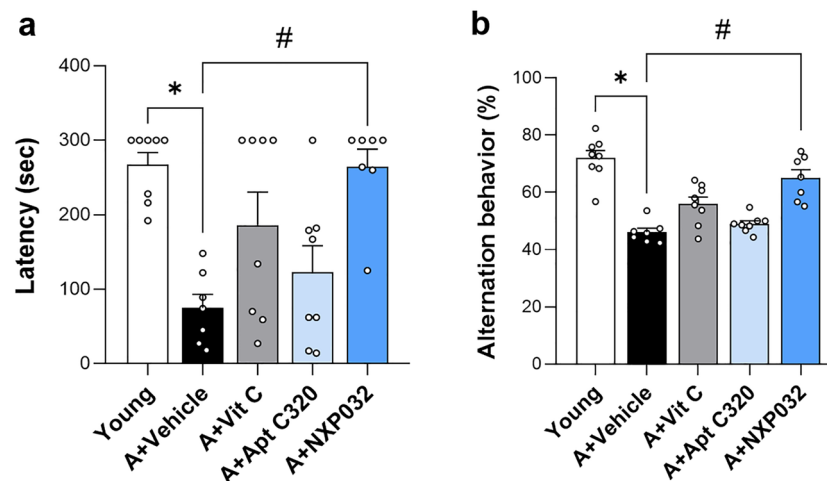 a
Latency (sec)
400
300
200
100
0
*
#
Young
A+Vehicle
A+Vit C
A+Apt C320
A+NXP032
b
Alternation behavior (%)
100
80
60
40
20
0
*
#
Young
A+Vehicle
A+Vit C
A+Apt C320
A+NXP032